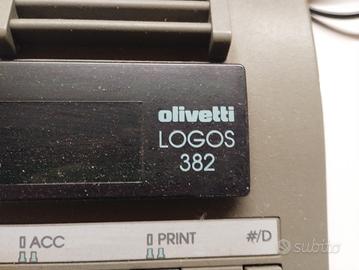 olivetti
LOGOS
382
ACC PRINT #/D
subito